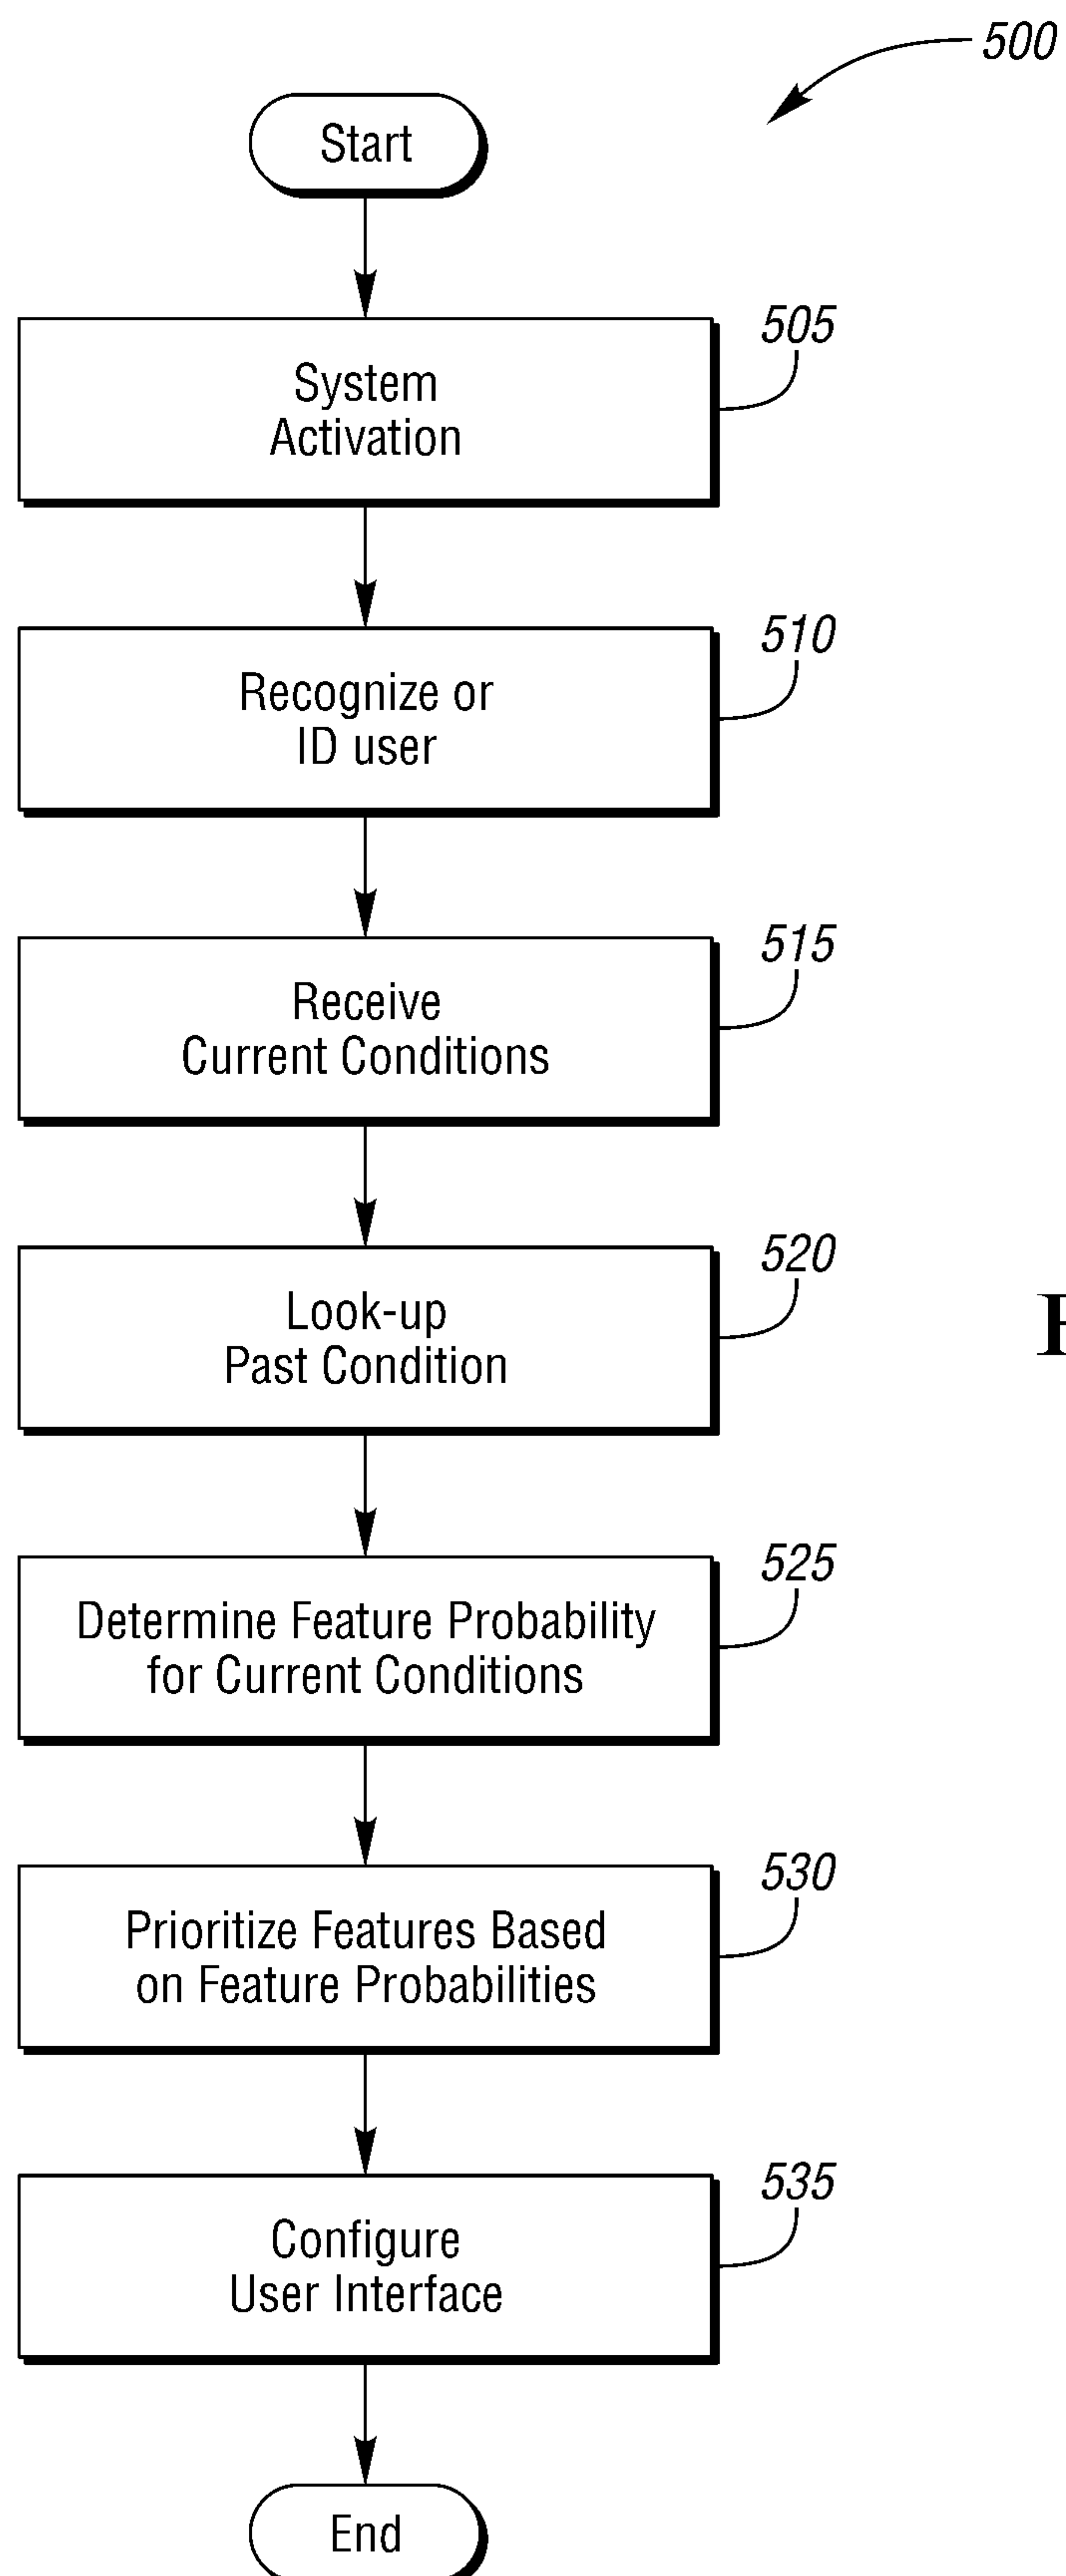 500
Start
505
System
Activation
510
Recognize or
ID user
515
Receive
Current Conditions
520
Look-up
Past Condition
525
Determine Feature Probability
for Current Conditions
530
Prioritize Features Based
on Feature Probabilities
535
Configure
User Interface
End